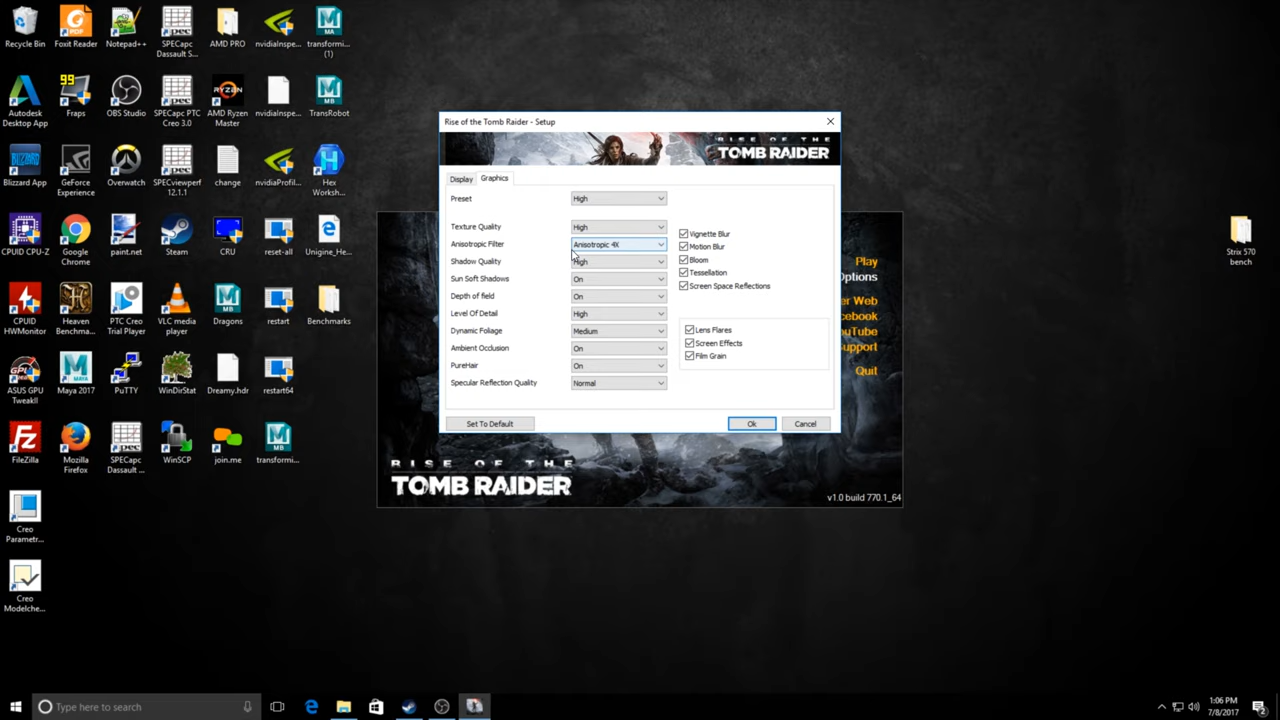 Recycle Bin
Foxit Reader
Notepad++
SPECapc
Dassault S...
AMD PRO
nvidiaInspe...
transformi...
(1)
Autodesk
Desktop App
99
Fraps
OBS Studio
SPECapc PTC
Creo 3.0
RYZEN
AMD Ryzen
Master
nvidiaInspe...
TransRobot
Blizzard App
GeForce
Experience
Overwatch
SPECviewperf
12.1.1
change
nvidiaProfil...
Hex
Worksh...
CPUID CPU-Z
Google
Chrome
paint.net
Steam
CRU
reset-all
Unigine_He...
CPUID
HWMonitor
Heaven
Benchma...
PTC Creo
Trial Player
VLC media
player
Dragons
restart
Benchmarks
ASUS GPU
TweakII
Maya 2017
PuTTY
WinDirStat
Dreamy.hdr
restart64
FileZilla
Mozilla
Firefox
SPECapc
Dassault ...
WinSCP
join.me
transformi...
Creo
Parametr...
Creo
Modelche...
Strix 570
bench
Rise of the Tomb Raider - Setup
RISE OF THE
TOMB RAIDER
Display
Graphics
Preset
High
Texture Quality
High
Anisotropic Filter
Anisotropic 4X
Shadow Quality
High
Sun Soft Shadows
On
Depth of field
On
Level Of Detail
High
Dynamic Foliage
Medium
Ambient Occlusion
On
PureHair
On
Specular Reflection Quality
Normal
Vignette Blur
Motion Blur
Bloom
Tessellation
Screen Space Reflections
Lens Flares
Screen Effects
Film Grain
Set To Default
Ok
Cancel
Play
Options
er Web
cebook
ouTube
upport
Quit
RISE OF THE
TOMB RAIDER
v1.0 build 770.1_64
Type here to search
1:06 PM
7/8/2017
2